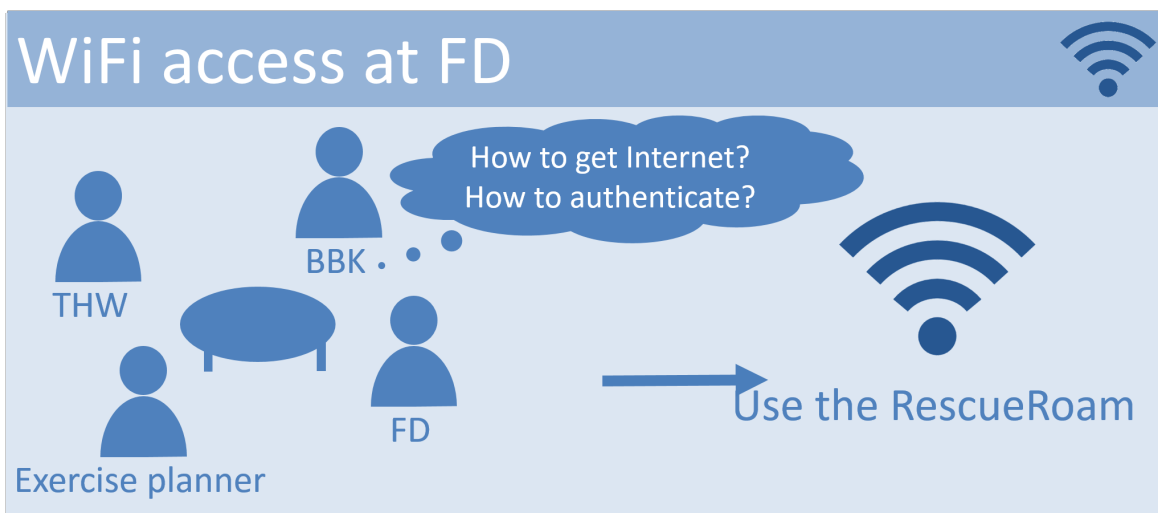 WiFi access at FD
How to get Internet?
How to authenticate?
BBK
THW
FD
Use the RescueRoam
Exercise planner